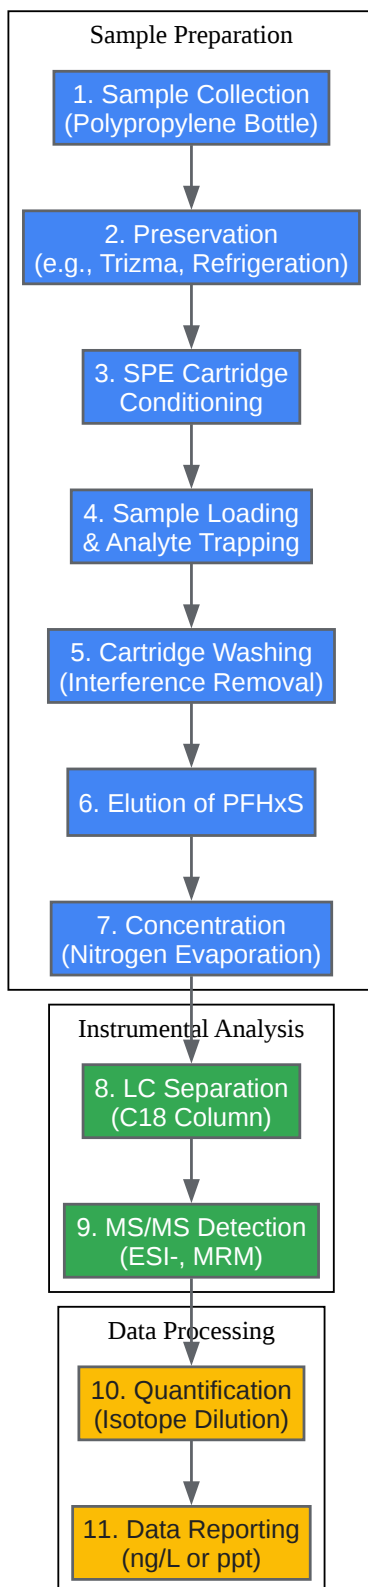 Sample Preparation
1. Sample Collection
(Polypropylene Bottle)
2. Preservation
(e.g., Trizma, Refrigeration)
3. SPE Cartridge
Conditioning
4. Sample Loading
& Analyte Trapping
5. Cartridge Washing
(Interference Removal)
6. Elution of PFHxS
7. Concentration
(Nitrogen Evaporation)
Instrumental Analysis
8. LC Separation
(C18 Column)
9. MS/MS Detection
(ESI-, MRM)
Data Processing
10. Quantification
(Isotope Dilution)
11. Data Reporting
(ng/L or ppt)